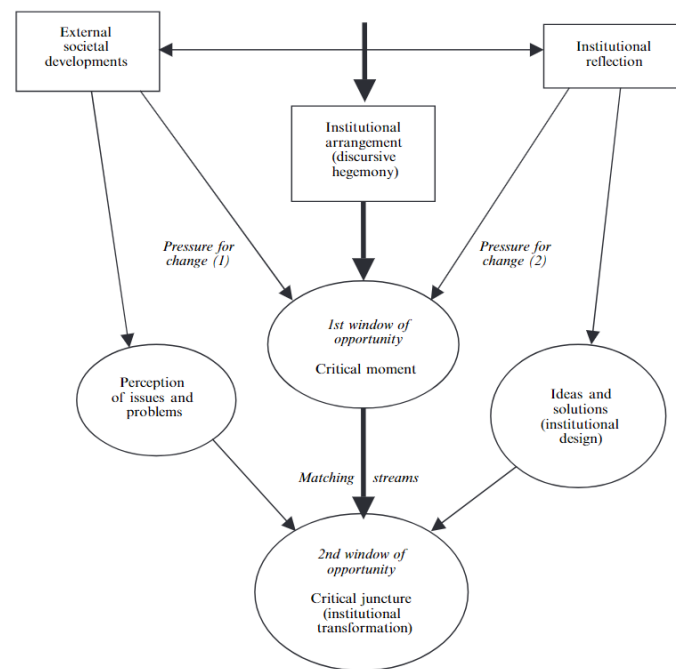 External
societal
developments
Institutional
reflection
Institutional
arrangement
(discursive
hegemony)
Pressure for
change (1)
Pressure for
change (2)
1st window of
opportunity
Critical moment
Perception
of issues and
problems
Ideas and
solutions
(institutional
design)
Matching streams
2nd window of
opportunity
Critical juncture
(institutional
transformation)